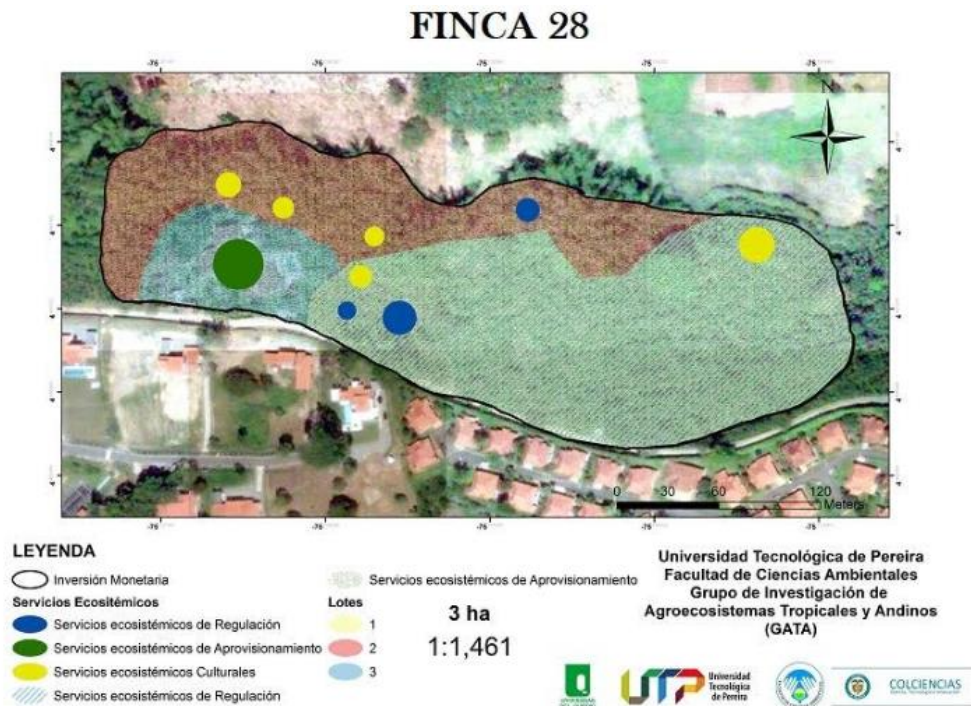 FINCA 28
N
0 30 60 120
Meters
LEYENDA
Inversión Monetaria
Servicios Ecositémicos
Servicios ecosistémicos de Regulación
Servicios ecosistémicos de Aprovisionamiento
Servicios ecosistémicos Culturales
Servicios ecosistémicos de Regulación
Servicios ecosistémicos de Aprovisionamiento
Lotes
1
2
3
3 ha
1:1,461
Universidad Tecnológica de Pereira
Facultad de Ciencias Ambientales
Grupo de Investigación de
Agroecosistemas Tropicales y Andinos
(GATA)
UTP
Universidad
Tecnológica
de Pereira
COLCIENCIAS